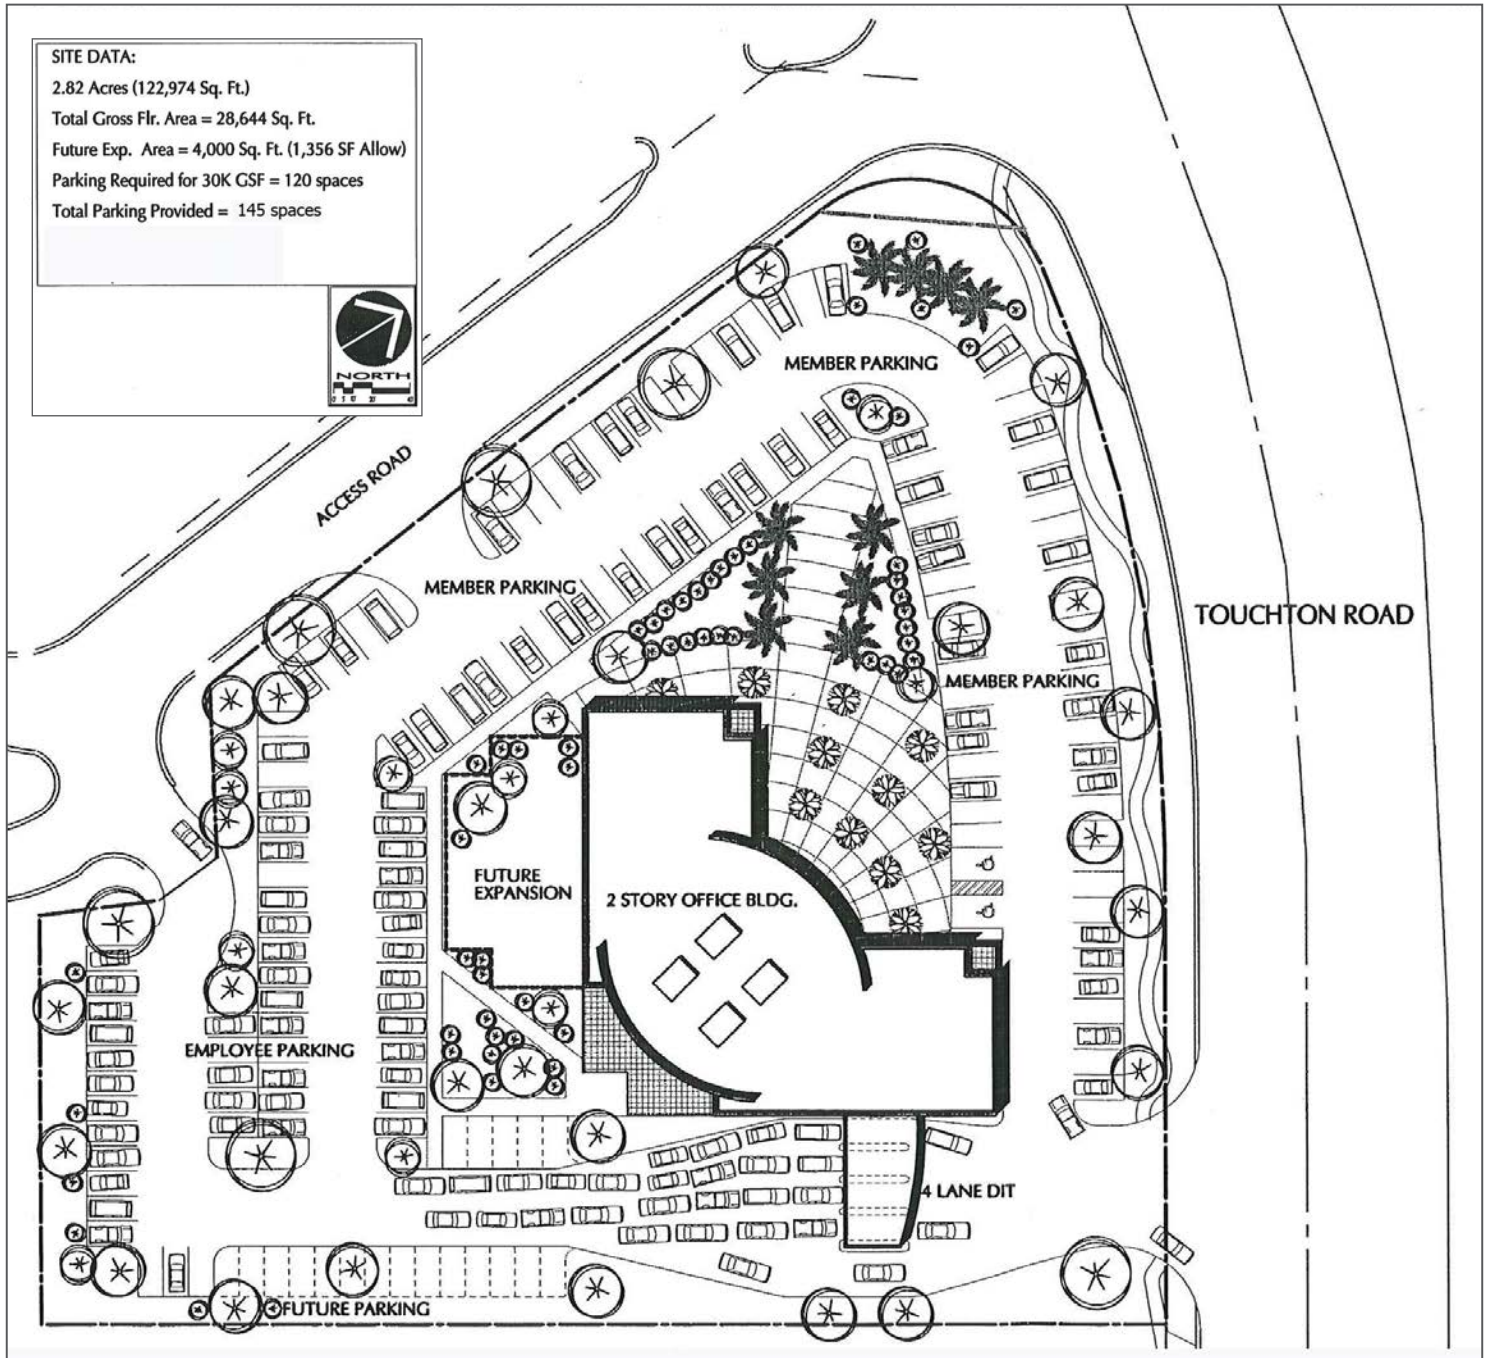 SITE DATA:
2.82 Acres (122,974 Sq. Ft.)
Total Gross Flr. Area = 28,644 Sq. Ft.
Future Exp. Area = 4,000 Sq. Ft. (1,356 SF Allow)
Parking Required for 30K GSF = 120 spaces
Total Parking Provided = 145 spaces
NORTH
MEMBER PARKING
ACCESS ROAD
MEMBER PARKING
TOUCHTON ROAD
MEMBER PARKING
FUTURE
EXPANSION
2 STORY OFFICE BLDG.
EMPLOYEE PARKING
4 LANE DIT
FUTURE PARKING